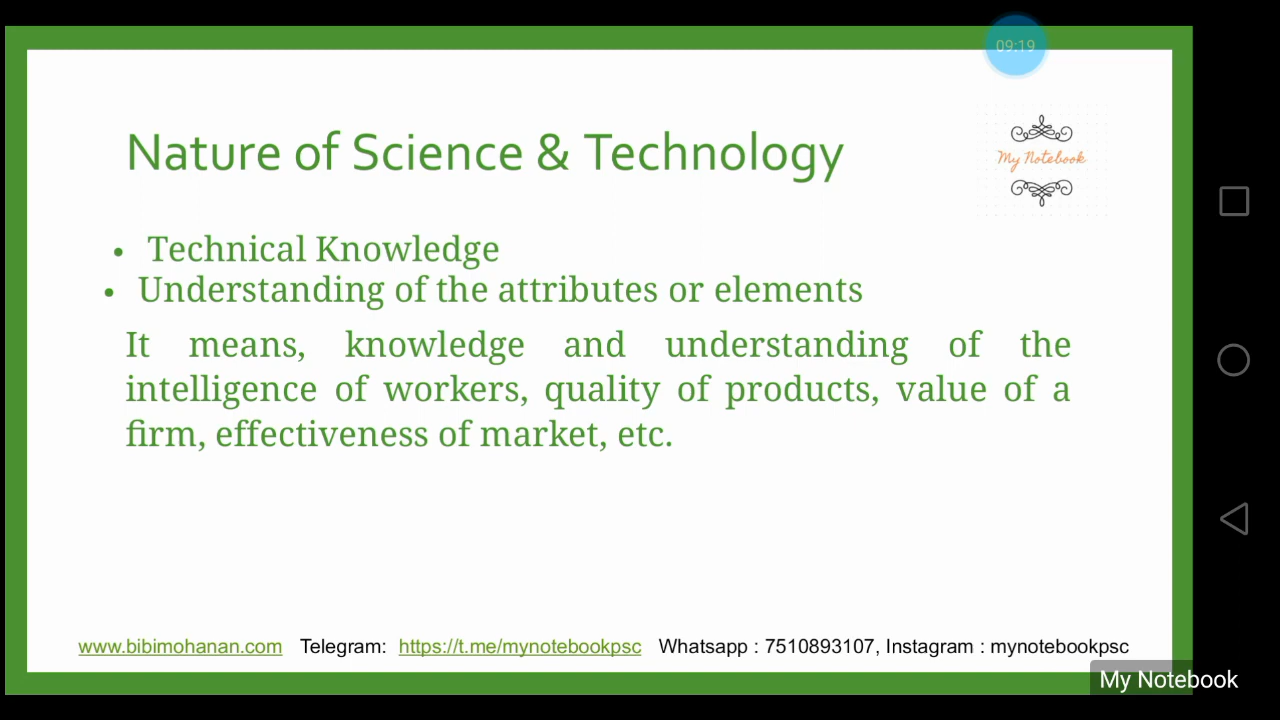 09:19
Nature of Science & Technology
My Notebook
• Technical Knowledge
• Understanding of the attributes or elements
It means, knowledge and understanding of the
intelligence of workers, quality of products, value of a
firm, effectiveness of market, etc.
www.bibimohanan.com Telegram: https://t.me/mynotebookpsc Whatsapp : 7510893107, Instagram : mynotebookpsc
My Notebook